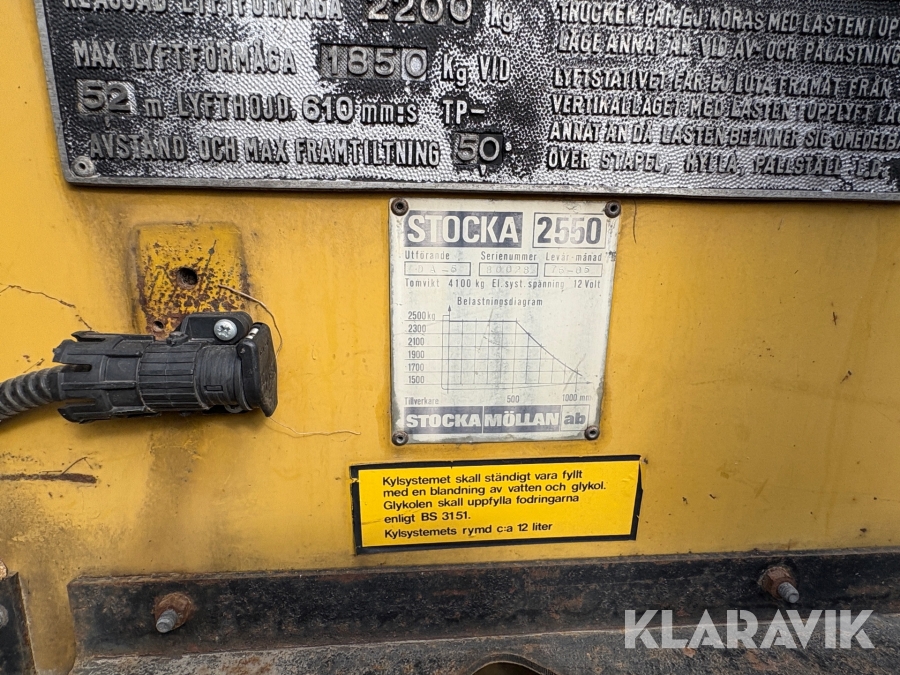 KLASSAD LYFTFÖRMÅGA 2200 Kg
MAX LYFTFÖRMÅGA 1850 Kg VID
52 m LYFTHÖJD. 610 mm:s TP-
AVSTÅND OCH MAX FRAMTILTNING 50
TRUCKEN FÅR EJ KÖRAS MED LASTEN I UPP
LÄGE ANNAT ÄN VID AV- OCH PÅLASTNING
LYFTSTATIVET FÅR EJ LUTA FRAMÅT FRÅN
VERTIKALLÄGET MED LASTEN I UPPLYFT LÄ
ANNAT ÄN DÅ LASTEN BEFINNER SIG OMEDELBA
ÖVER STAPEL, HYLLA, PALLSTÄLL
STOCKA 2550
Utförande Serienummer Levär-månad
Tomvikt 4100 kg El.syst.spänning 12 Volt
Belastningsdiagram
2500 kg
2300
2100
1900
1700
1500
Tillverkare 500 1000 mm
STOCKA MÖLLAN ab
Kylsystemet skall ständigt vara fyllt
med en blandning av vatten och glykol.
Glykolen skall uppfylla fodringarna
enligt BS 3151.
Kylsystemets rymd c:a 12 liter
KLARAVIK